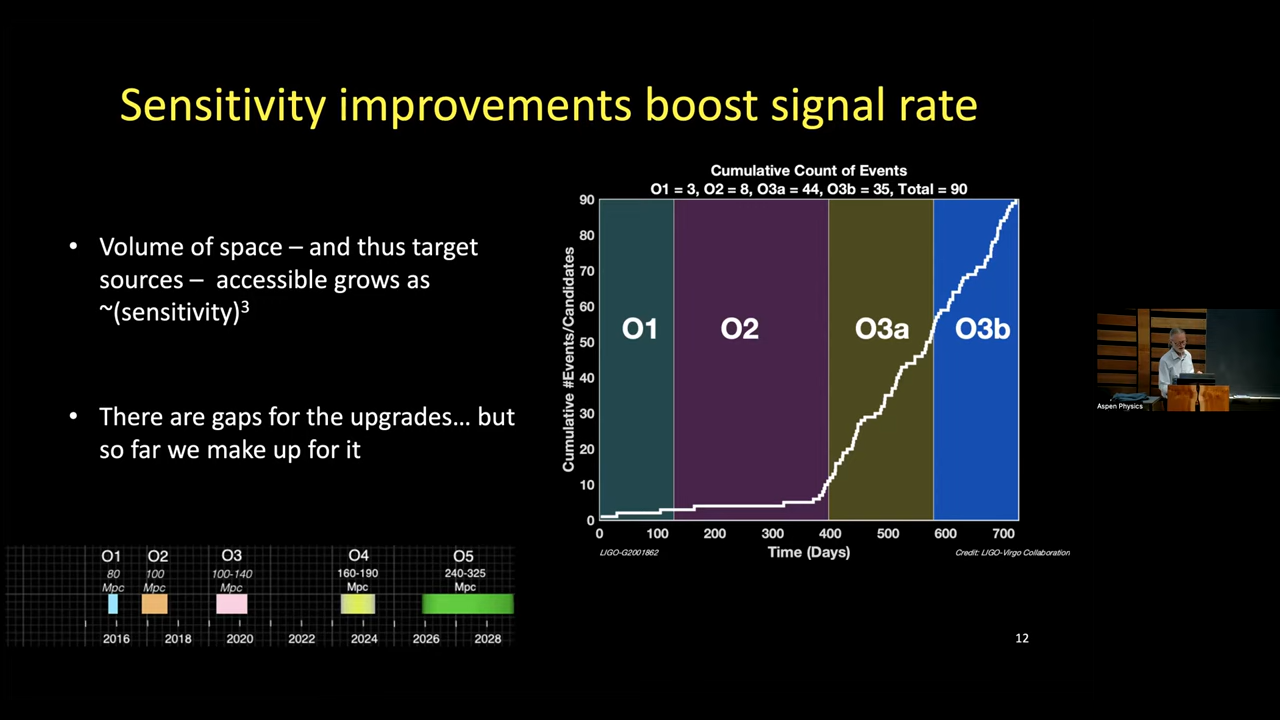 Sensitivity improvements boost signal rate
• Volume of space – and thus target
sources – accessible grows as
~(sensitivity)³
• There are gaps for the upgrades... but
so far we make up for it
Cumulative Count of Events
O1 = 3, O2 = 8, O3a = 44, O3b = 35, Total = 90
Cumulative #Events/Candidates
90
80
70
60
50
40
30
20
10
0
O1 O2 O3a O3b
0 100 200 300 400 500 600 700
LIGO-G2001862 Time (Days) Credit: LIGO-Virgo Collaboration
O1 O2 O3 O4 O5
80 100 100-140 160-190 240-325
Mpc Mpc Mpc Mpc Mpc
2016 2018 2020 2022 2024 2026 2028
12
Aspen Physics